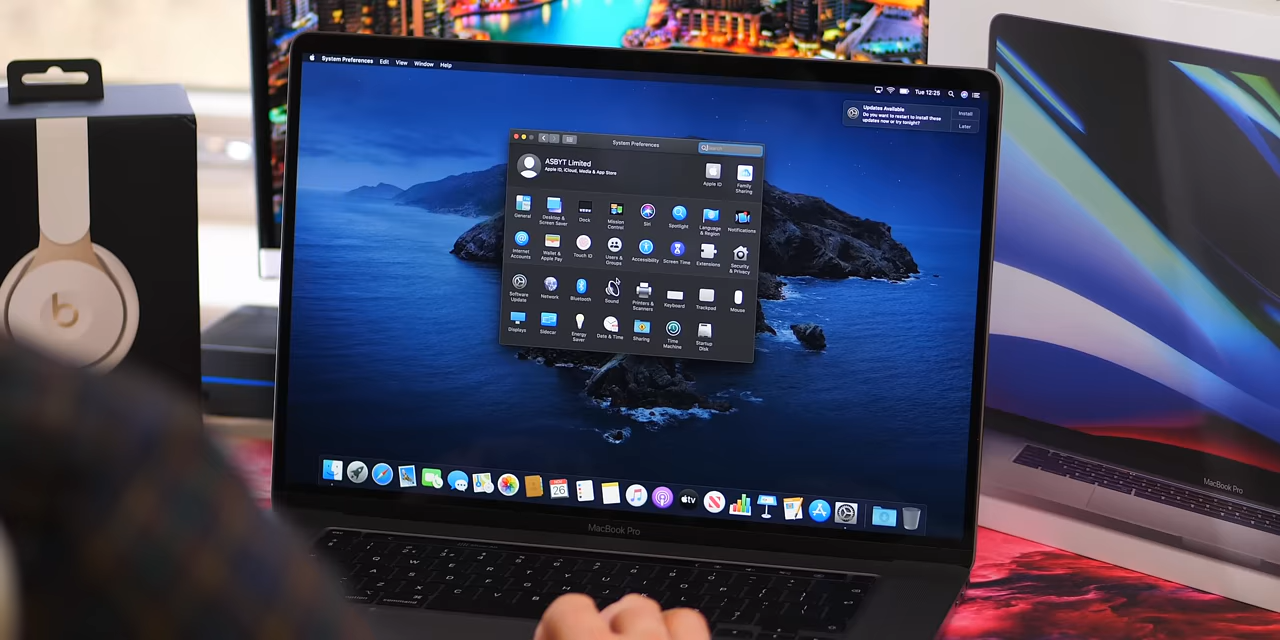 System Preferences Edit View Window Help
Tue 12:25
Updates Available
Do you want to restart to install these
updates now or try tonight?
Install
Later
System Preferences
ASBYT Limited
Apple ID, iCloud, Media & App Store
Apple ID
Family
Sharing
General
Desktop &
Screen Saver
Dock
Mission
Control
Siri
Spotlight
Language
& Region
Notifications
Internet
Accounts
Wallet &
Apple Pay
Touch ID
Users &
Groups
Accessibility
Screen Time
Extensions
Security
& Privacy
Software
Update
Network
Bluetooth
Sound
Printers &
Scanners
Keyboard
Trackpad
Mouse
Displays
Sidecar
Energy
Saver
Date & Time
Sharing
Time
Machine
Startup
Disk
26
tv
MacBook Pro
MacBook Pro
b